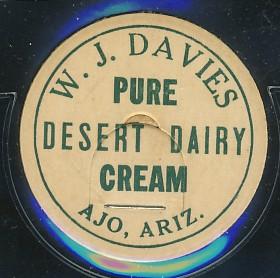 W. J. DAVIES
PURE
DESERT DAIRY
CREAM
AJO, ARIZ.